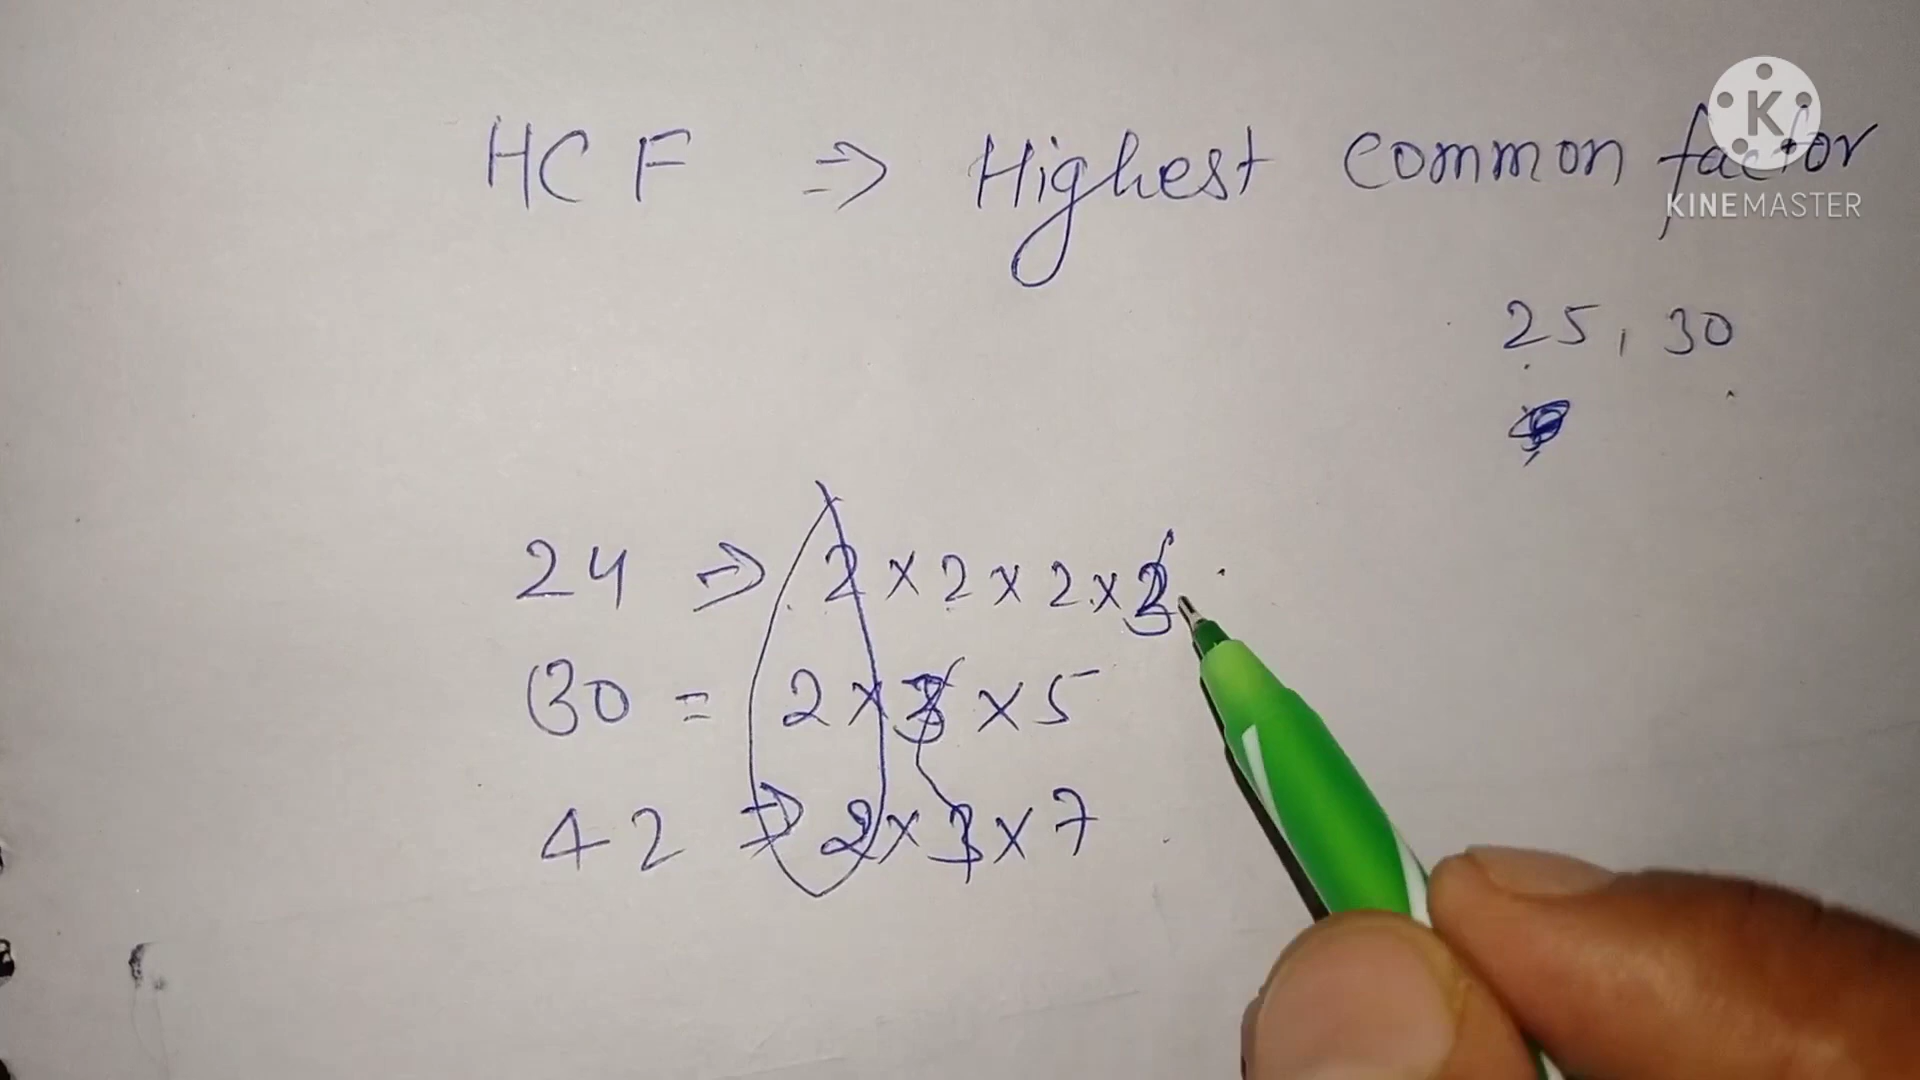 HCF ⇒ Highest common factor
K
KINEMASTER
25, 30
24 ⇒ 2 x 2 x 2 x 3
30 = 2 x 3 x 5
42 ⇒ 2 x 3 x 7